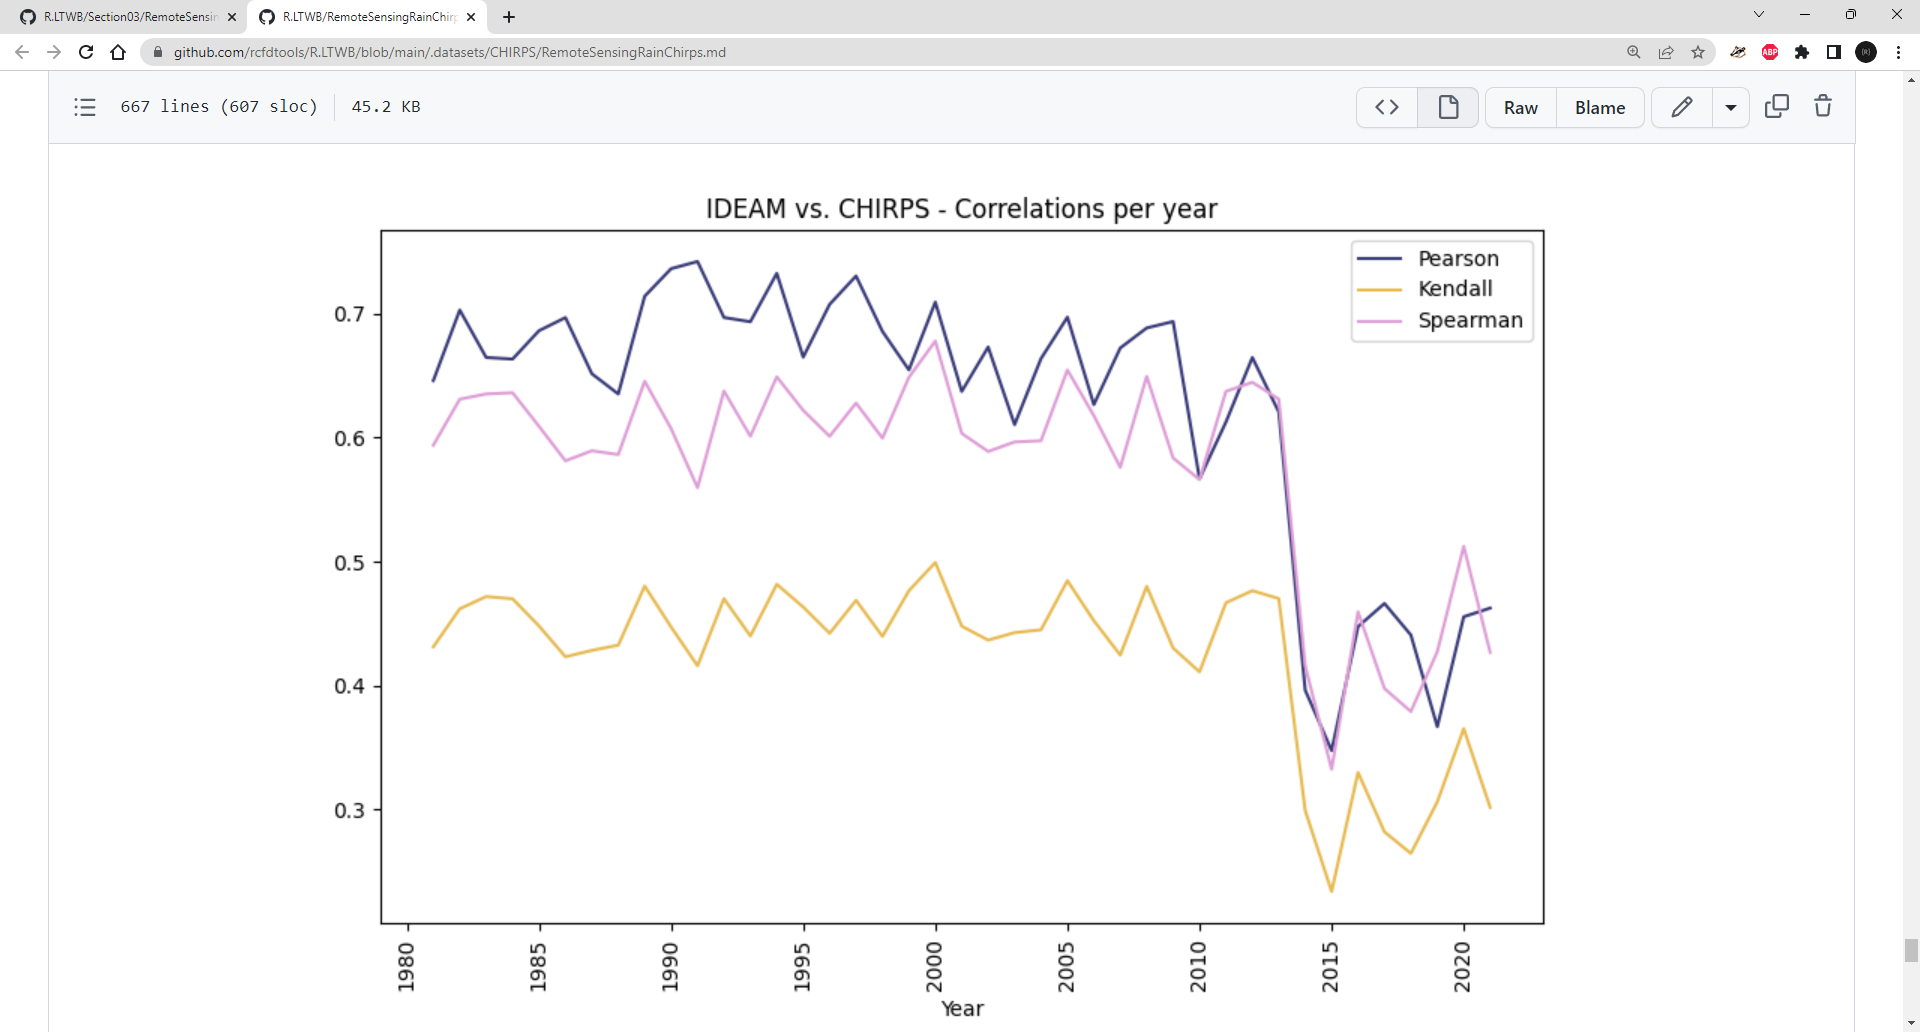 R.LTWB/Section03/RemoteSensin
R.LTWB/RemoteSensingRainChirp
github.com/rcfdtools/R.LTWB/blob/main/.datasets/CHIRPS/RemoteSensingRainChirps.md
ABP
667 lines (607 sloc)
45.2 KB
Raw
Blame
IDEAM vs. CHIRPS - Correlations per year
Pearson
Kendall
Spearman
0.7
0.6
0.5
0.4
0.3
1980
1985
1990
1995
2000
2005
2010
2015
2020
Year